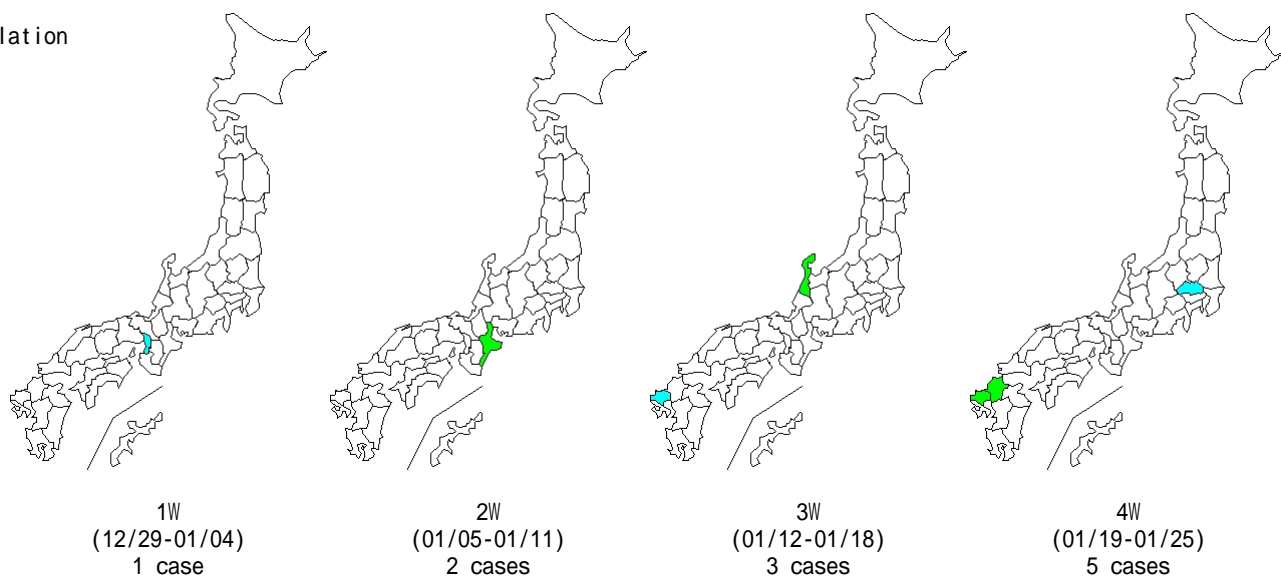 lation
1W
(12/29-01/04)
1 case
2W
(01/05-01/11)
2 cases
3W
(01/12-01/18)
3 cases
4W
(01/19-01/25)
5 cases